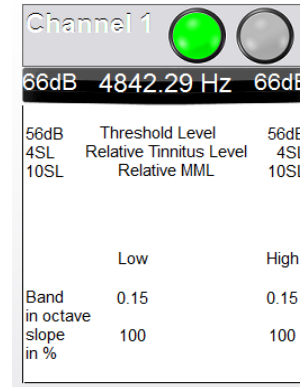 Channel 1
66dB 4842.29 Hz 66dB
56dB Threshold Level 56dB
4SL Relative Tinnitus Level 4SL
10SL Relative MML 10SL
Low High
Band 0.15 0.15
in octave
slope 100 100
in %